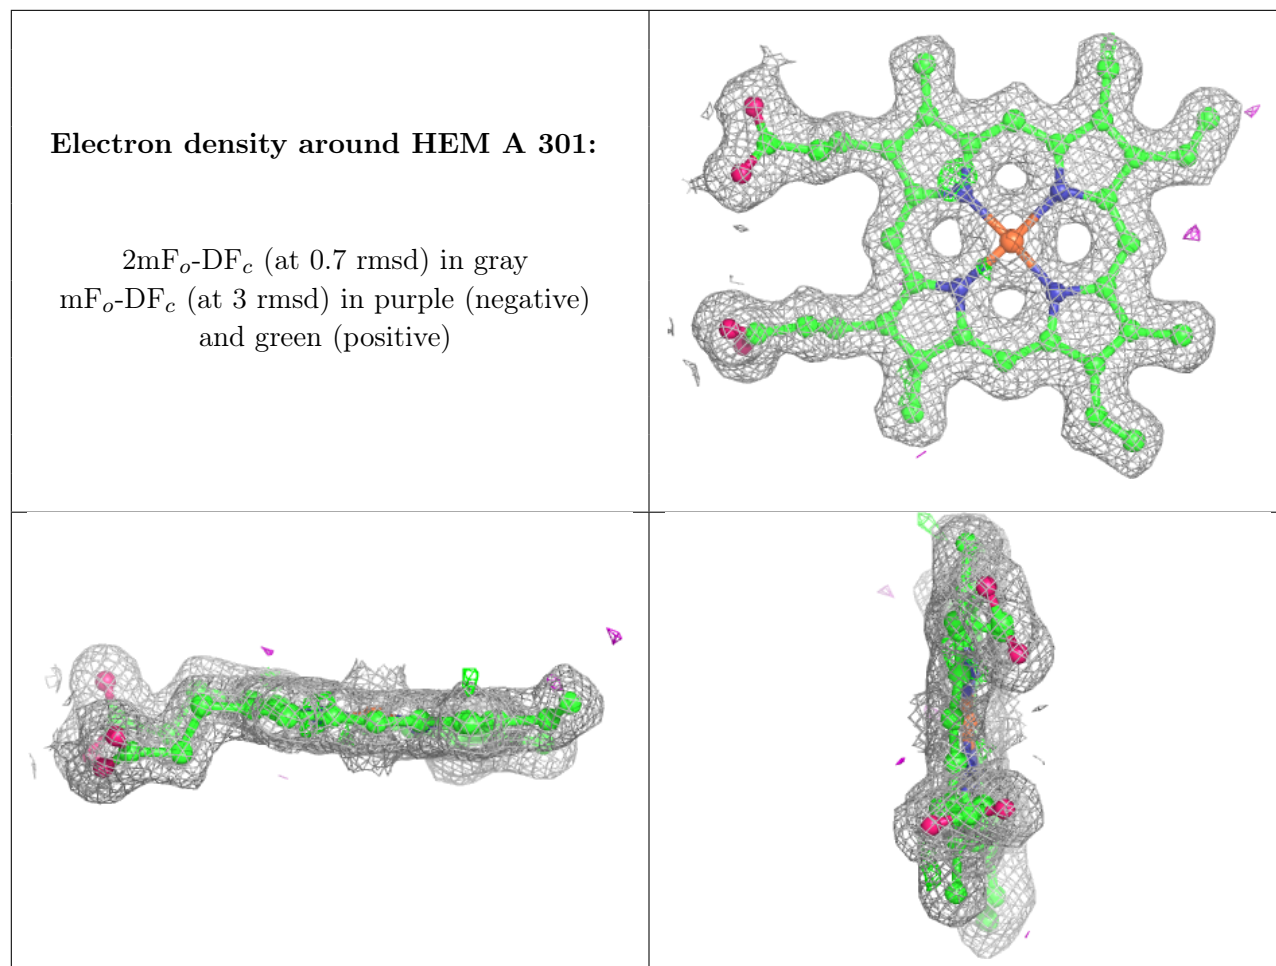 Electron density around HEM A 301:
2mFo-DFc (at 0.7 rmsd) in gray
mFo-DFc (at 3 rmsd) in purple (negative)
and green (positive)